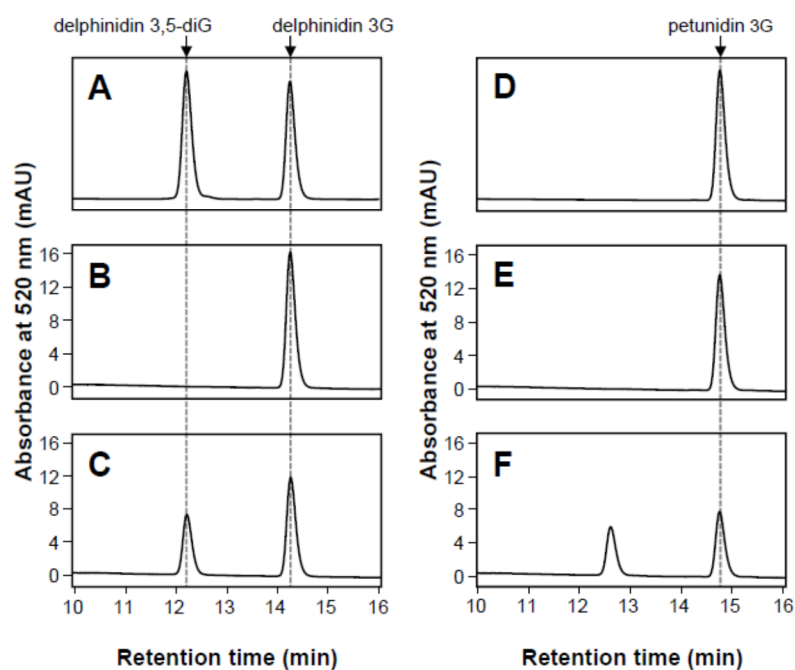 delphinidin 3,5-diG delphinidin 3G petunidin 3G
A D
B E
C F
Absorbance at 520 nm (mAU)
16
12
8
4
0
16
12
8
4
0
10 11 12 13 14 15 16
Retention time (min)
Absorbance at 520 nm (mAU)
16
12
8
4
0
16
12
8
4
0
10 11 12 13 14 15 16
Retention time (min)